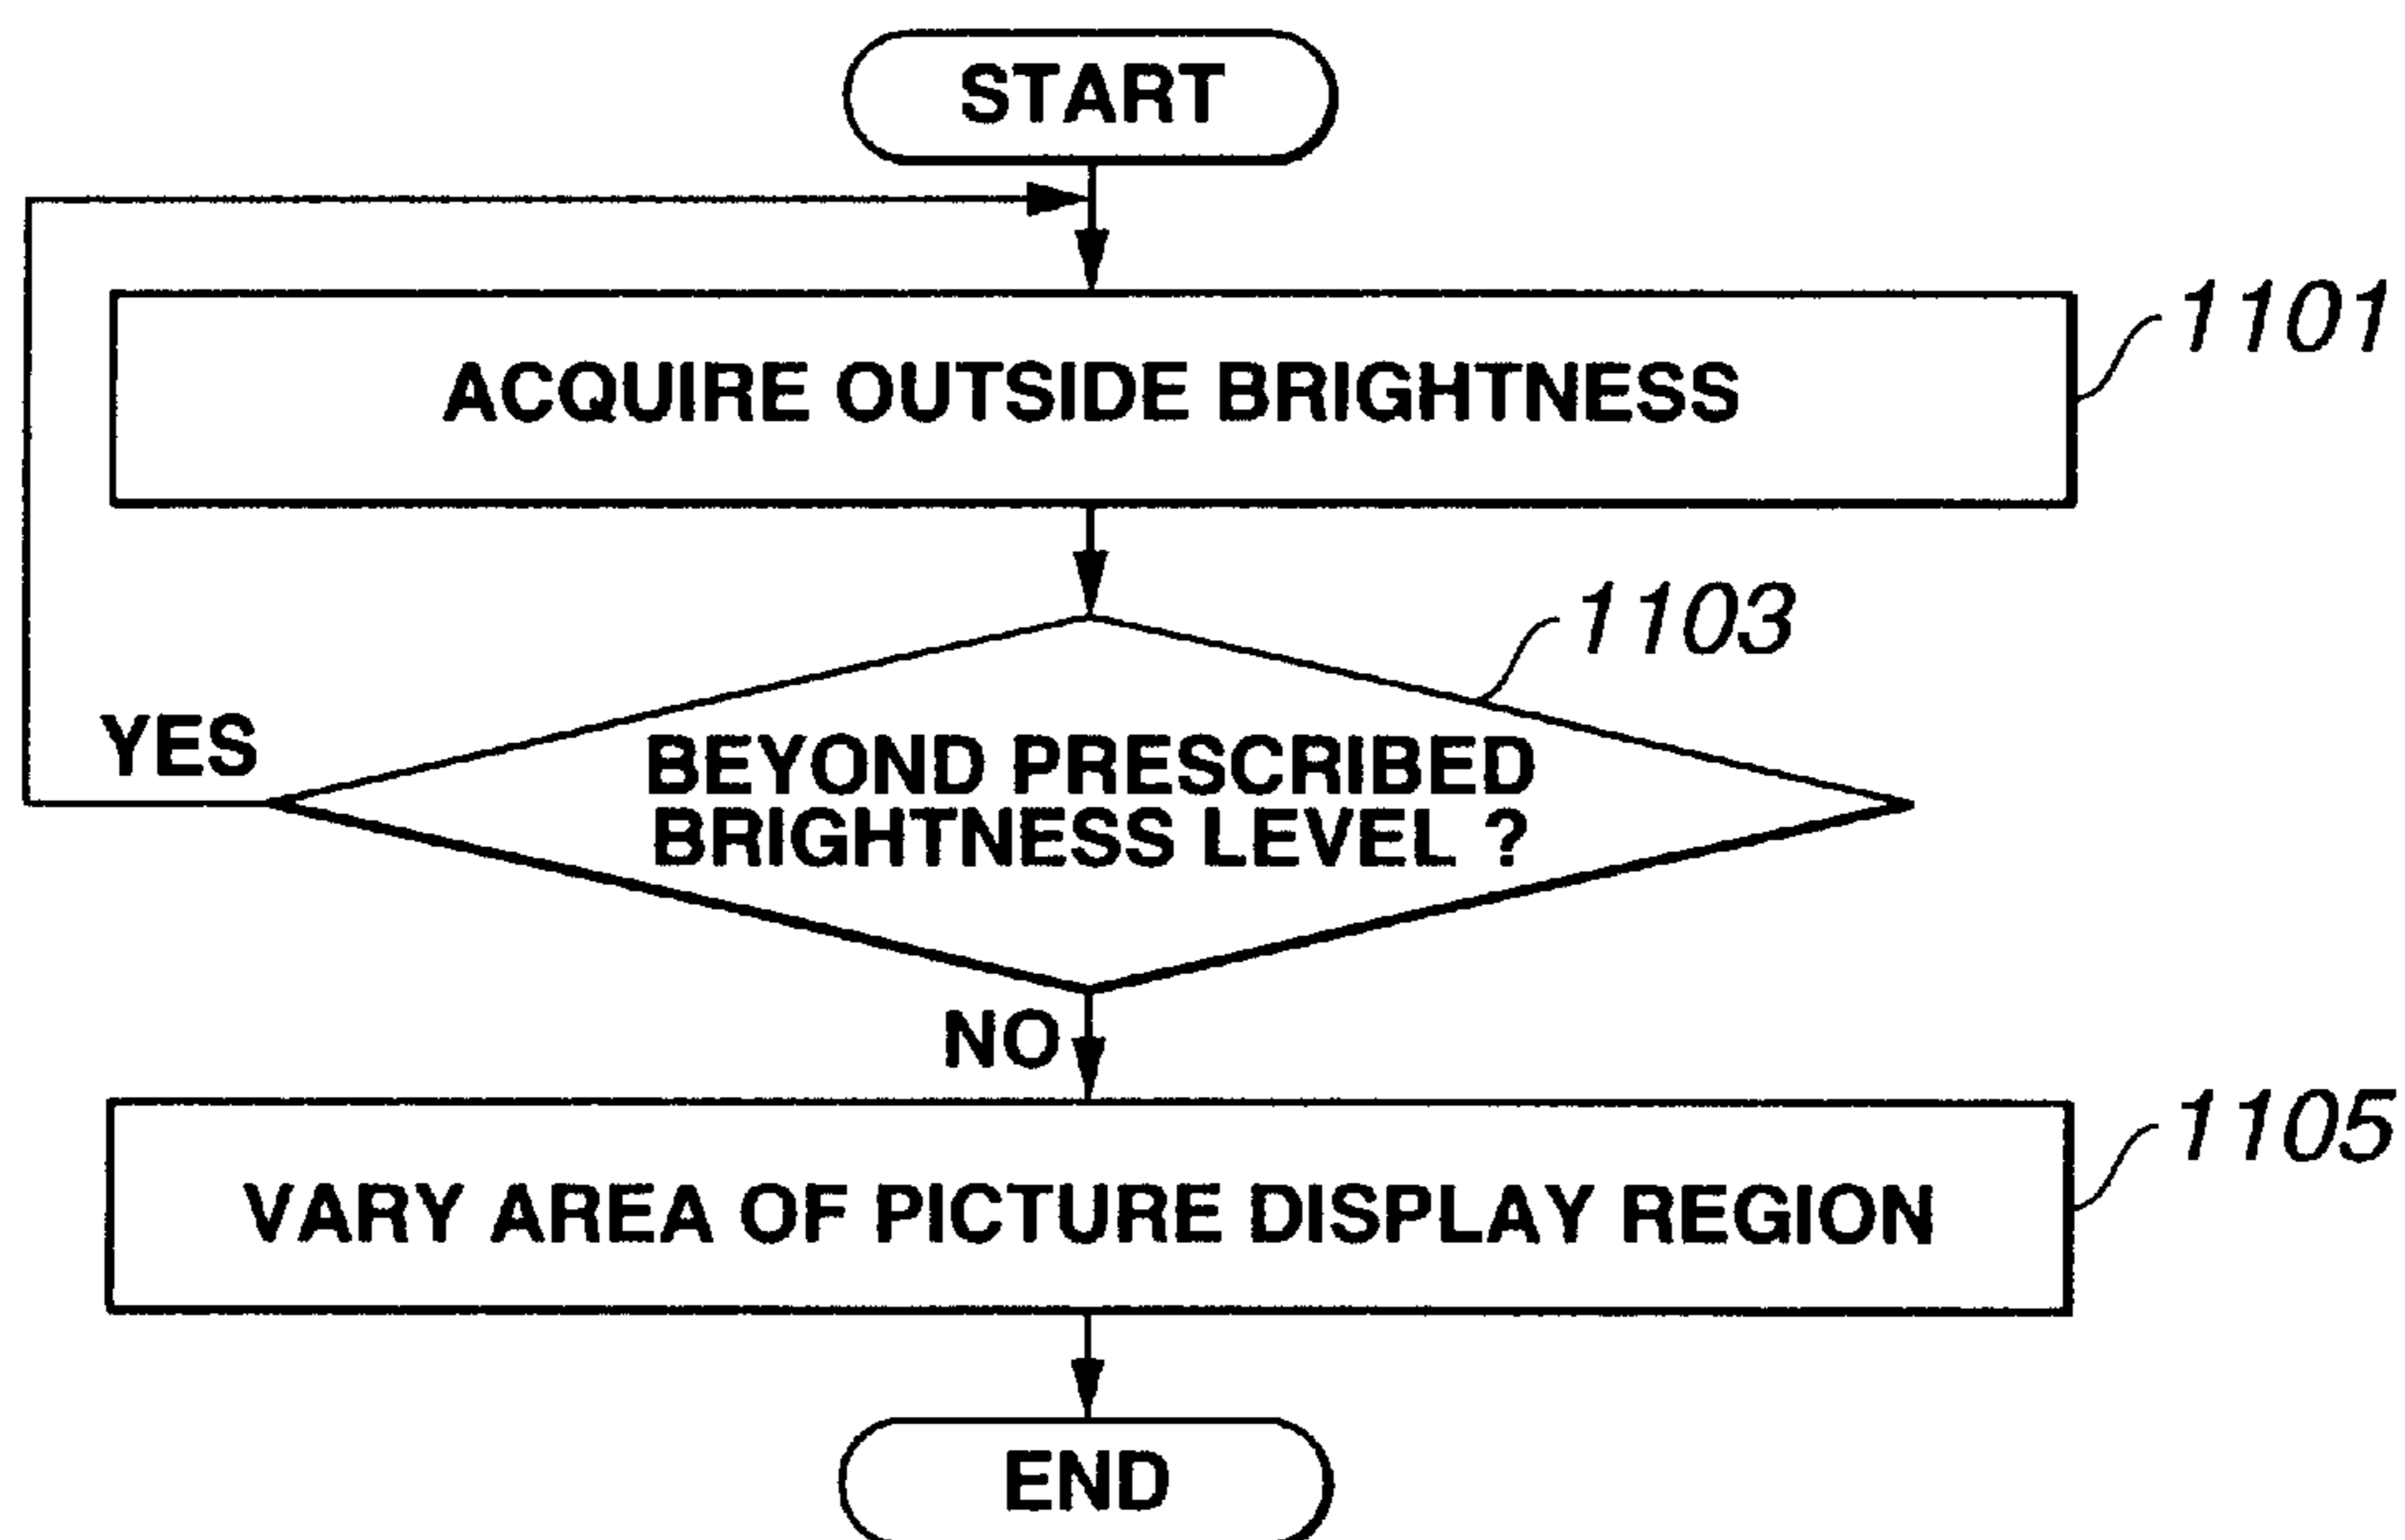 START
ACQUIRE OUTSIDE BRIGHTNESS
1101
1103
YES
BEYOND PRESCRIBED
BRIGHTNESS LEVEL ?
NO
VARY AREA OF PICTURE DISPLAY REGION
1105
END